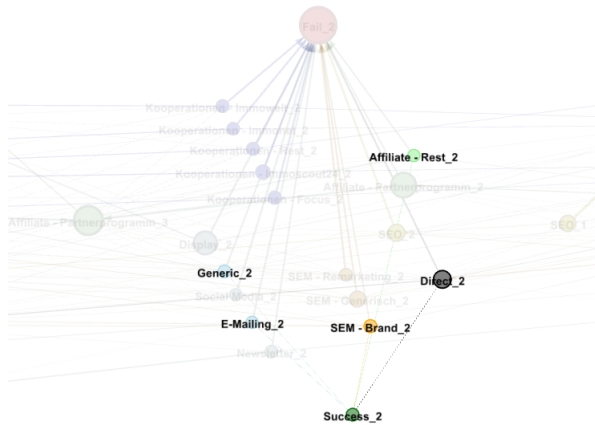 Fail_2
Kooperationen - Immowelt_2
Kooperationen - Immonet_2
Kooperationen - Rest_2
Affiliate - Rest_2
Kooperationen - Immoscout24_2
Affiliate - Partnerprogramm_2
Kooperationen - Focus_2
Affiliate - Partnerprogramm_3
SEO_1
SEO_2
Display_2
Generic_2
SEM - Remarketing_2
Direct_2
Social Media_2
SEM - Generisch_2
E-Mailing_2
SEM - Brand_2
Newsletter_2
Success_2